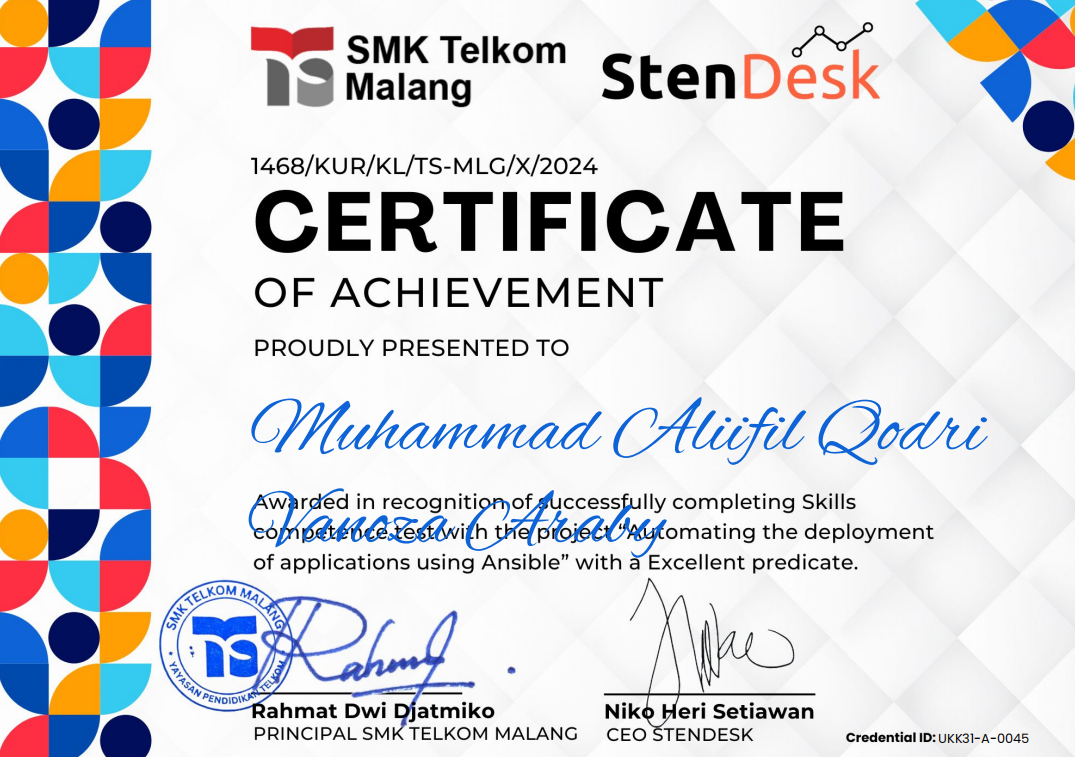 SMK Telkom
Malang
StenDesk
1468/KUR/KL/TS-MLG/X/2024
CERTIFICATE
OF ACHIEVEMENT
PROUDLY PRESENTED TO
Muhammad Aliifil Qodri
Vanoza Araby
Awarded in recognition of successfully completing Skills
competence test with the project “Automating the deployment
of applications using Ansible” with a Excellent predicate.
SMK TELKOM MALANG
YAYASAN PENDIDIKAN TELKOM
Rahmat Dwi Djatmiko
PRINCIPAL SMK TELKOM MALANG
Niko Heri Setiawan
CEO STENDESK
Credential ID: UKK31-A-0045